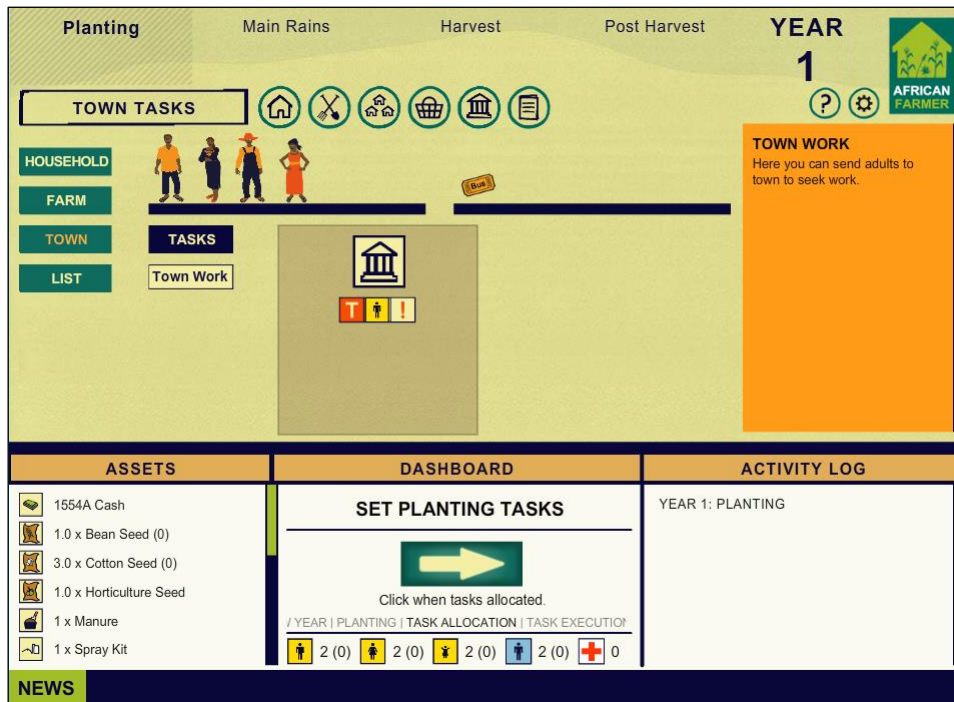 Planting Main Rains Harvest Post Harvest YEAR
1
AFRICAN
FARMER
TOWN TASKS
?
HOUSEHOLD
FARM
TOWN
LIST
Bus
TASKS
Town Work
T !
TOWN WORK
Here you can send adults to
town to seek work.
ASSETS
1554A Cash
1.0 x Bean Seed (0)
3.0 x Cotton Seed (0)
1.0 x Horticulture Seed
1 x Manure
1 x Spray Kit
DASHBOARD
SET PLANTING TASKS
Click when tasks allocated.
YEAR | PLANTING | TASK ALLOCATION | TASK EXECUTION
2 (0) 2 (0) 2 (0) 2 (0) 0
ACTIVITY LOG
YEAR 1: PLANTING
NEWS